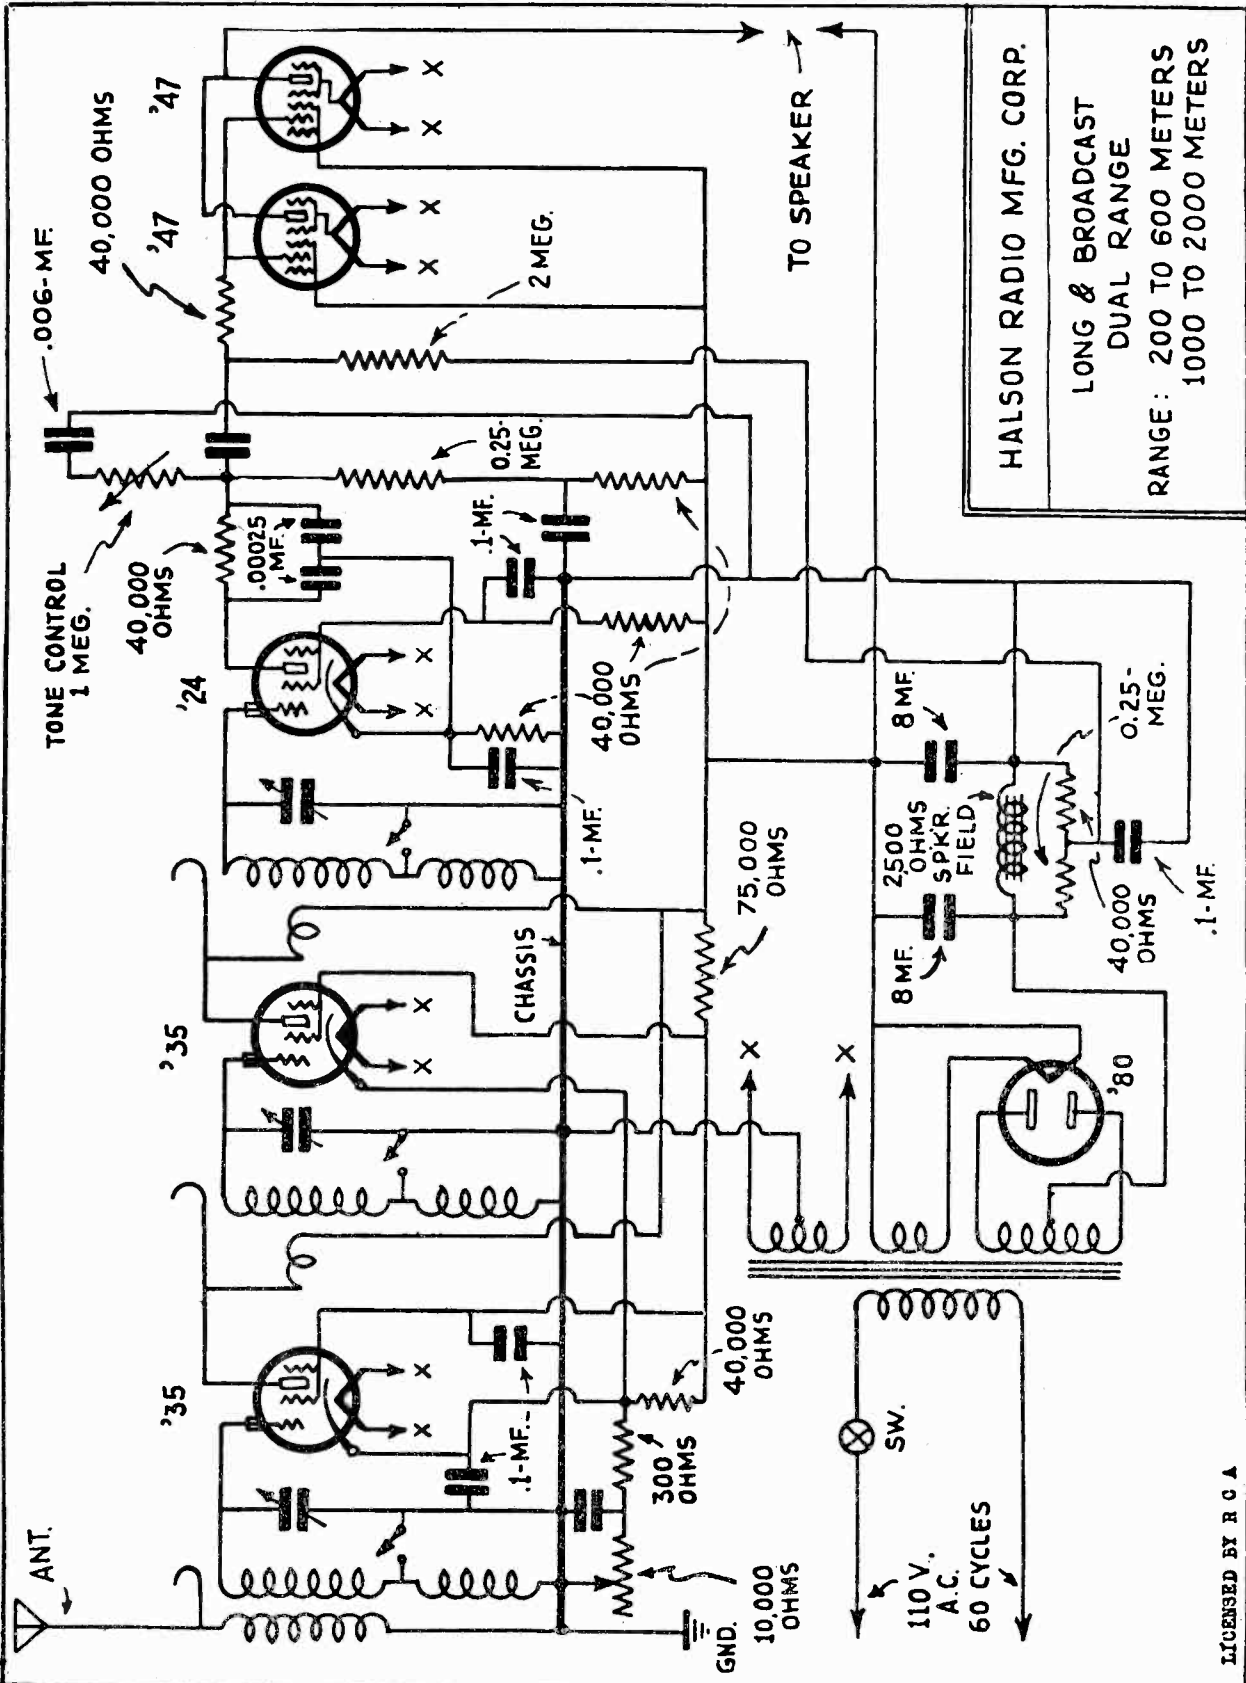 ANT.
'35
'35
'24
'47
'47
TONE CONTROL
1 MEG.
40,000
OHMS
.00025
MF.
.006-MF.
40,000 OHMS
2 MEG.
0.25-
MEG.
.1-MF.
40,000
OHMS
.1-MF.
CHASSIS
X
X
X
X
X
X
X
X
X
X
.1-MF.
300
OHMS
40,000
OHMS
75,000
OHMS
10,000
OHMS
GND.
TO SPEAKER
X
X
8 MF.
8 MF.
2,500
OHMS
SP'K'R.
FIELD
0.25-
MEG.
40,000
OHMS
.1-MF.
'80
SW.
110 V.,
A.C.
60 CYCLES
HALSON RADIO MFG. CORP.
LONG & BROADCAST
DUAL RANGE
RANGE: 200 TO 600 METERS
1000 TO 2000 METERS
LICENSED BY R C A